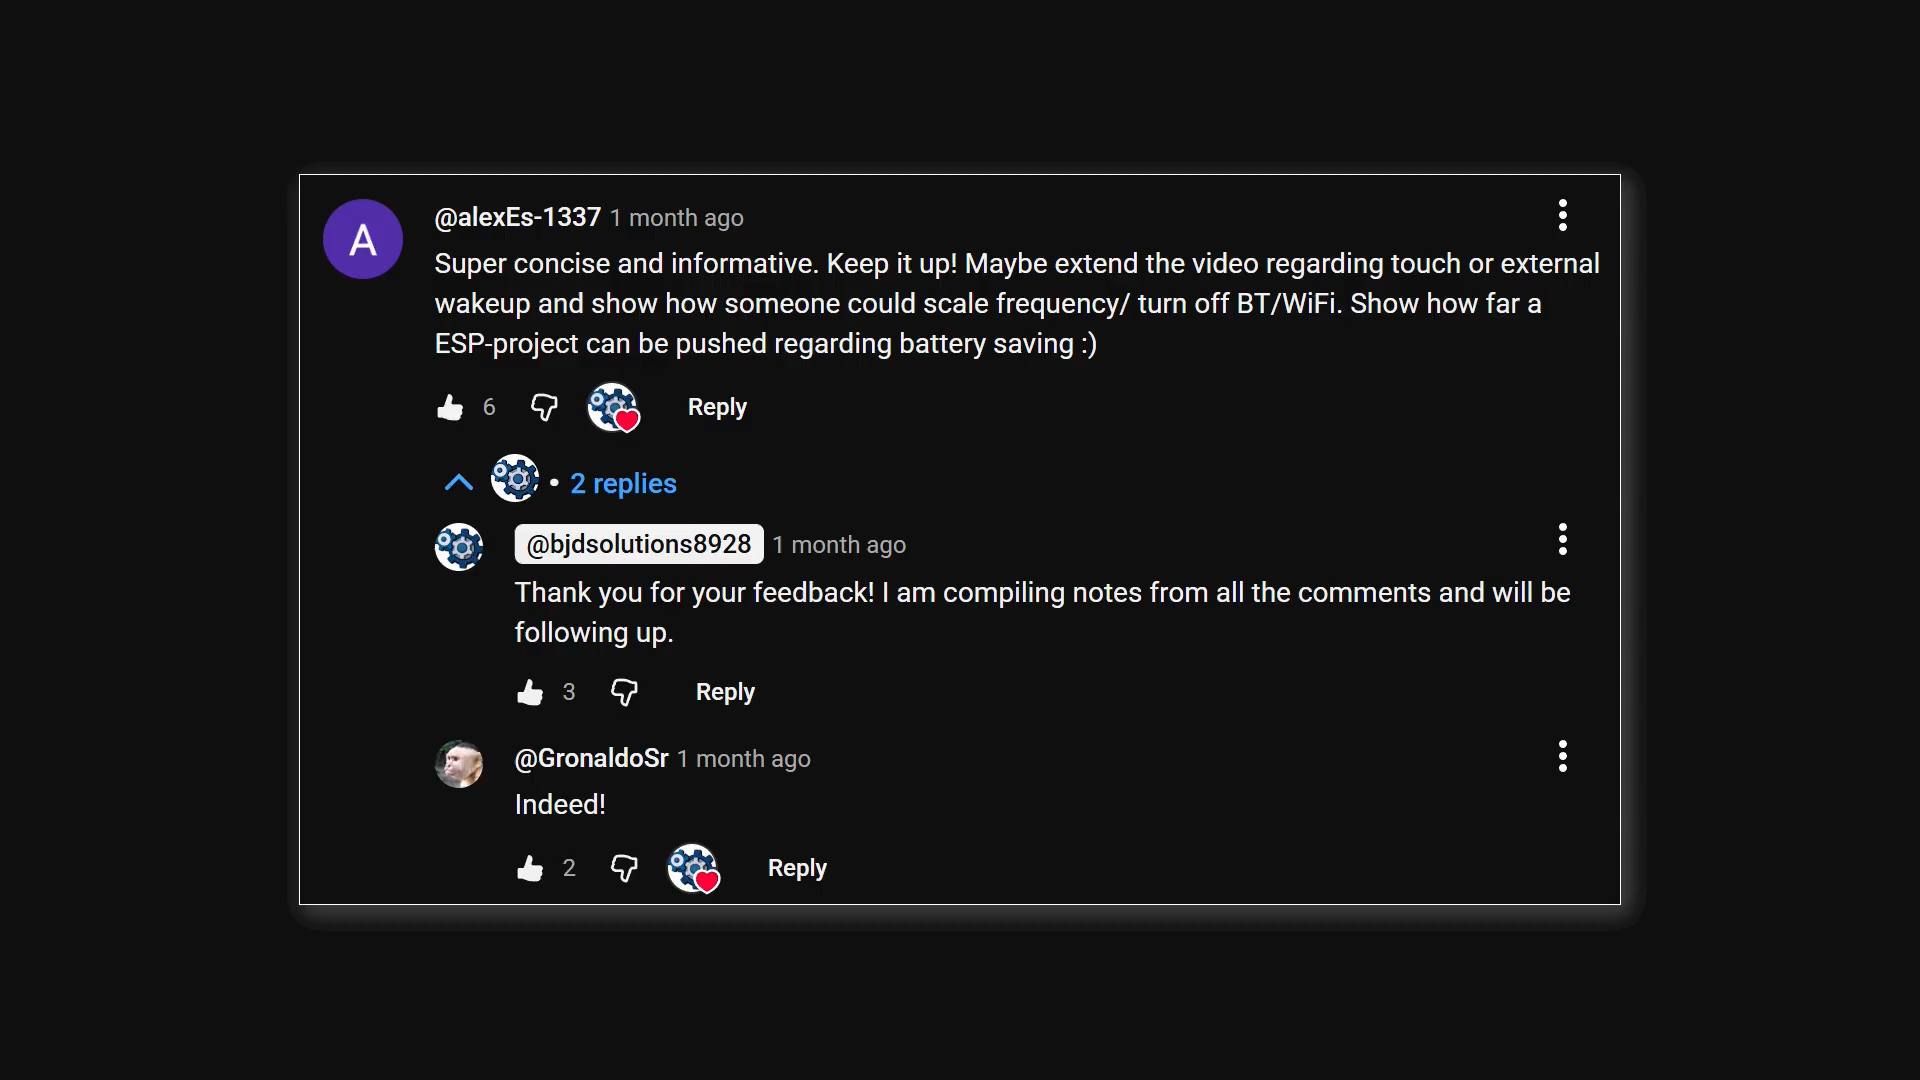 A
@alexEs-1337 1 month ago
Super concise and informative. Keep it up! Maybe extend the video regarding touch or external
wakeup and show how someone could scale frequency/ turn off BT/WiFi. Show how far a
ESP-project can be pushed regarding battery saving :)
6 Reply
• 2 replies
@bjdsolutions8928 1 month ago
Thank you for your feedback! I am compiling notes from all the comments and will be
following up.
3 Reply
@GronaldoSr 1 month ago
Indeed!
2 Reply